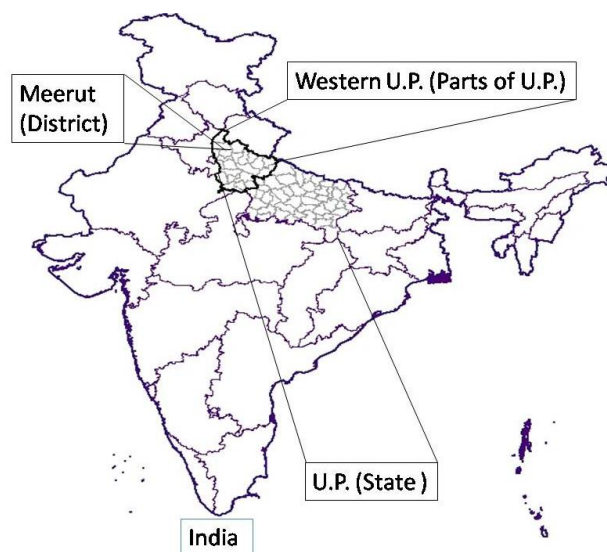 Meerut
(District)
Western U.P. (Parts of U.P.)
U.P. (State )
India